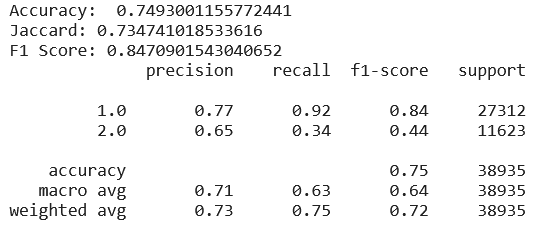 Accuracy:  0.7493001155772441
Jaccard: 0.734741018533616
F1 Score: 0.8470901543040652
              precision    recall  f1-score   support

         1.0       0.77      0.92      0.84     27312
         2.0       0.65      0.34      0.44     11623

    accuracy                           0.75     38935
   macro avg       0.71      0.63      0.64     38935
weighted avg       0.73      0.75      0.72     38935